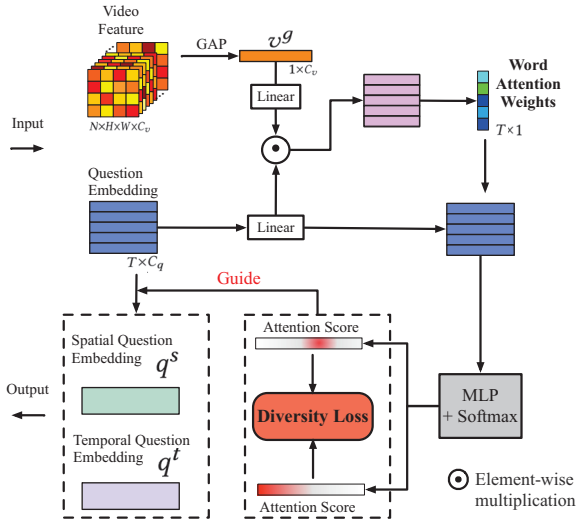 Video
Feature
GAP
v^g
1×C_v
N×H×W×C_v
Linear
Word
Attention
Weights
T×1
Input
Question
Embedding
Linear
T×C_q
Guide
Attention Score
Spatial Question
Embedding
q^s
Output
Diversity Loss
MLP
+ Softmax
Temporal Question
Embedding
q^t
Attention Score
Element-wise
multiplication